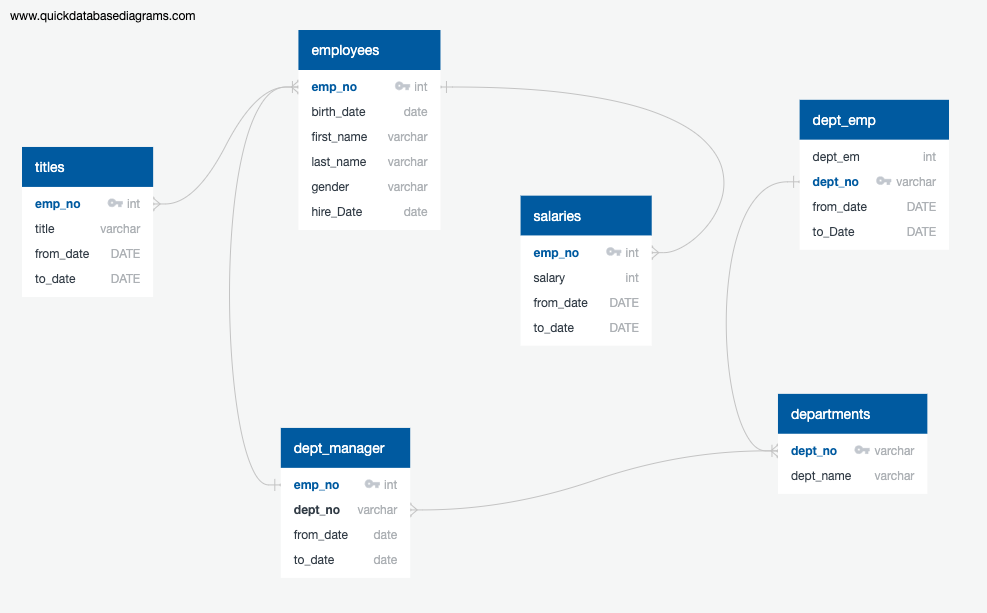 www.quickdatabasediagrams.com
employees
emp_no int
birth_date date
first_name varchar
last_name varchar
gender varchar
hire_Date date
titles
emp_no int
title varchar
from_date DATE
to_date DATE
dept_emp
dept_em int
dept_no varchar
from_date DATE
to_Date DATE
salaries
emp_no int
salary int
from_date DATE
to_date DATE
dept_manager
emp_no int
dept_no varchar
from_date date
to_date date
departments
dept_no varchar
dept_name varchar